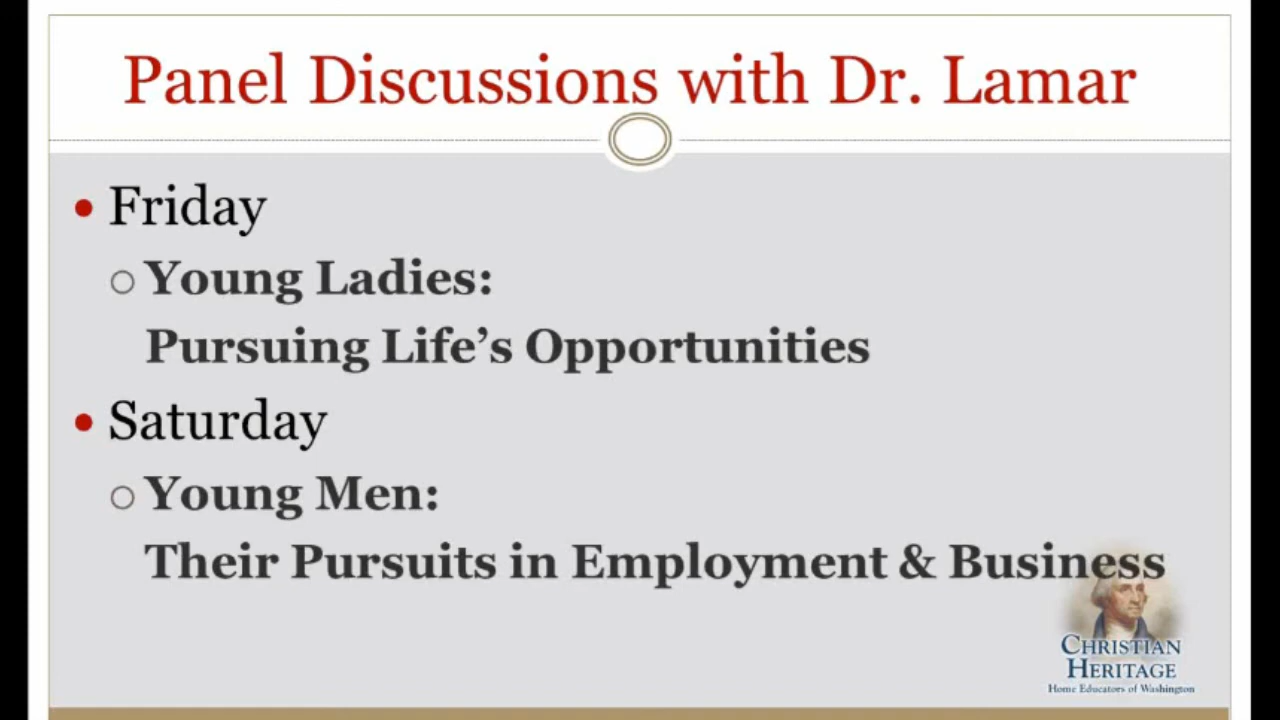 Panel Discussions with Dr. Lamar
Friday
Young Ladies:
Pursuing Life’s Opportunities
Saturday
Young Men:
Their Pursuits in Employment & Business
CHRISTIAN
HERITAGE
Home Educators of Washington